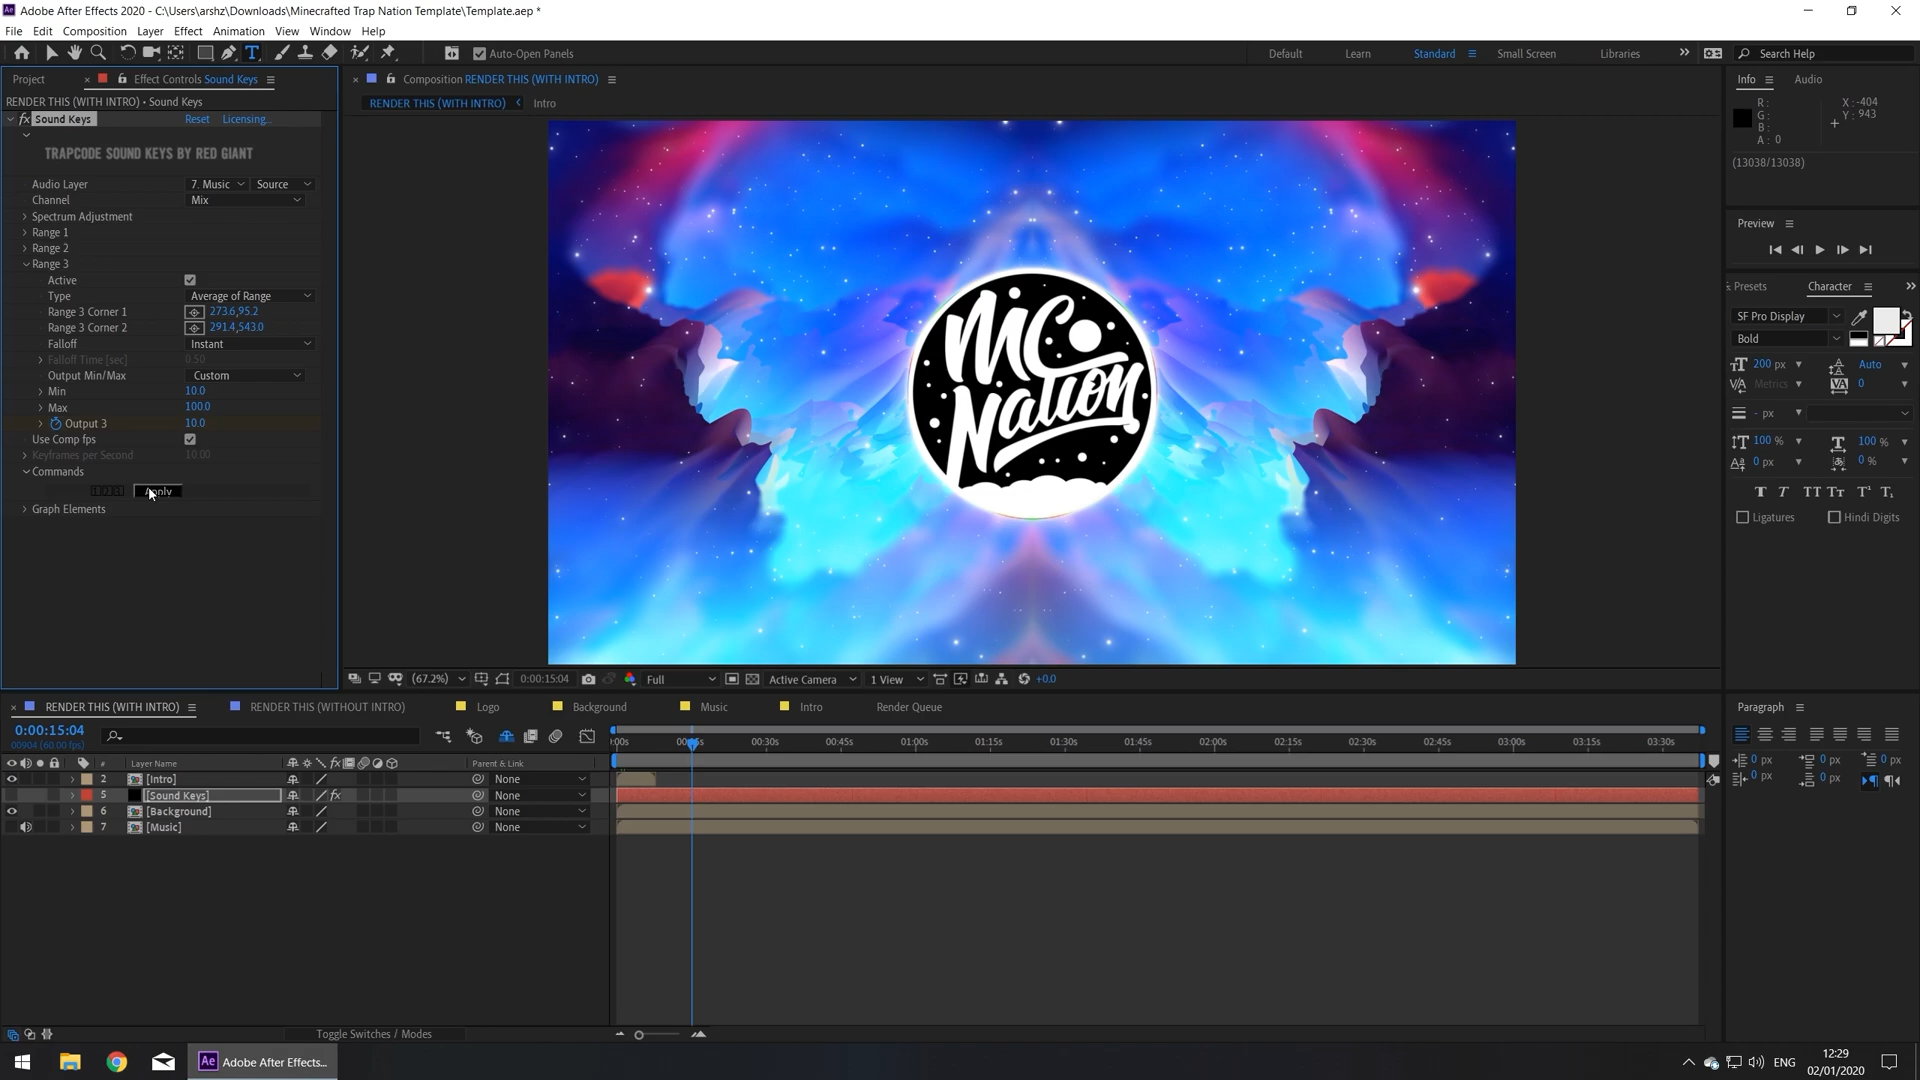 Adobe After Effects 2020 - C:\Users\arshz\Downloads\Minecrafted Trap Nation Template\Template.aep *
File Edit Composition Layer Effect Animation View Window Help
Auto-Open Panels
Default Learn Standard Small Screen Libraries
Search Help
Project
Effect Controls Sound Keys
RENDER THIS (WITH INTRO) • Sound Keys
fx Sound Keys Reset Licensing...
TRAPCODE SOUND KEYS BY RED GIANT
Audio Layer 7. Music Source
Channel Mix
Spectrum Adjustment
Range 1
Range 2
Range 3
Active
Type Average of Range
Range 3 Corner 1 273.6,95.2
Range 3 Corner 2 291.4,543.0
Falloff Instant
Falloff Time [sec] 0.50
Output Min/Max Custom
Min 10.0
Max 100.0
Output 3 10.0
Use Comp fps
Keyframes per Second 10.00
Commands
Apply
Graph Elements
Composition RENDER THIS (WITH INTRO)
RENDER THIS (WITH INTRO) Intro
MC
Nation
(67.2%) 0:00:15:04 Full Active Camera 1 View +0.0
Info Audio
R:
G:
B:
A: 0
X:-404
Y: 943
(13038/13038)
Preview
Presets Character
SF Pro Display
Bold
200 px Auto
Metrics 0
- px
100 % 100 %
0 px 0 %
Ligatures Hindi Digits
Paragraph
0 px 0 px 0 px
0 px 0 px
RENDER THIS (WITH INTRO) RENDER THIS (WITHOUT INTRO) Logo Background Music Intro Render Queue
0:00:15:04
00904 (60.00 fps)
# Layer Name Parent & Link
2 [Intro] None
5 [Sound Keys] fx None
6 [Background] None
7 [Music] None
00:30s 00:45s 01:00s 01:15s 01:30s 01:45s 02:00s 02:15s 02:30s 02:45s 03:00s 03:15s 03:30s
Toggle Switches / Modes
Ae Adobe After Effects...
ENG
12:29
02/01/2020